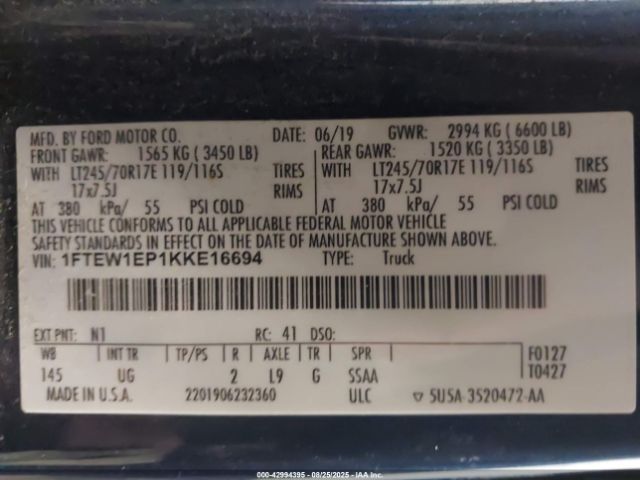 MFD. BY FORD MOTOR CO. DATE: 06/19 GVWR: 2994 KG ( 6600 LB)
FRONT GAWR: 1565 KG ( 3450 LB) REAR GAWR: 1520 KG ( 3350 LB)
WITH LT245/70R17E 119/116S TIRES WITH LT245/70R17E 119/116S TIRES
17x7.5J RIMS 17x7.5J RIMS
AT 380 kPa/ 55 PSI COLD AT 380 kPa/ 55 PSI COLD
THIS VEHICLE CONFORMS TO ALL APPLICABLE FEDERAL MOTOR VEHICLE
SAFETY STANDARDS IN EFFECT ON THE DATE OF MANUFACTURE SHOWN ABOVE.
VIN: 1FTEW1EP1KKE16694 TYPE: Truck
EXT PNT: N1 RC: 41 DSO:
WB INT TR TP/PS R AXLE TR SPR F0127
145 UG 2 L9 G SSAA T0427
MADE IN U.S.A. 2201906232360 ULC ▽ 5U5A-3520472-AA
000-42994395 - 08/25/2025 - IAAI.COM